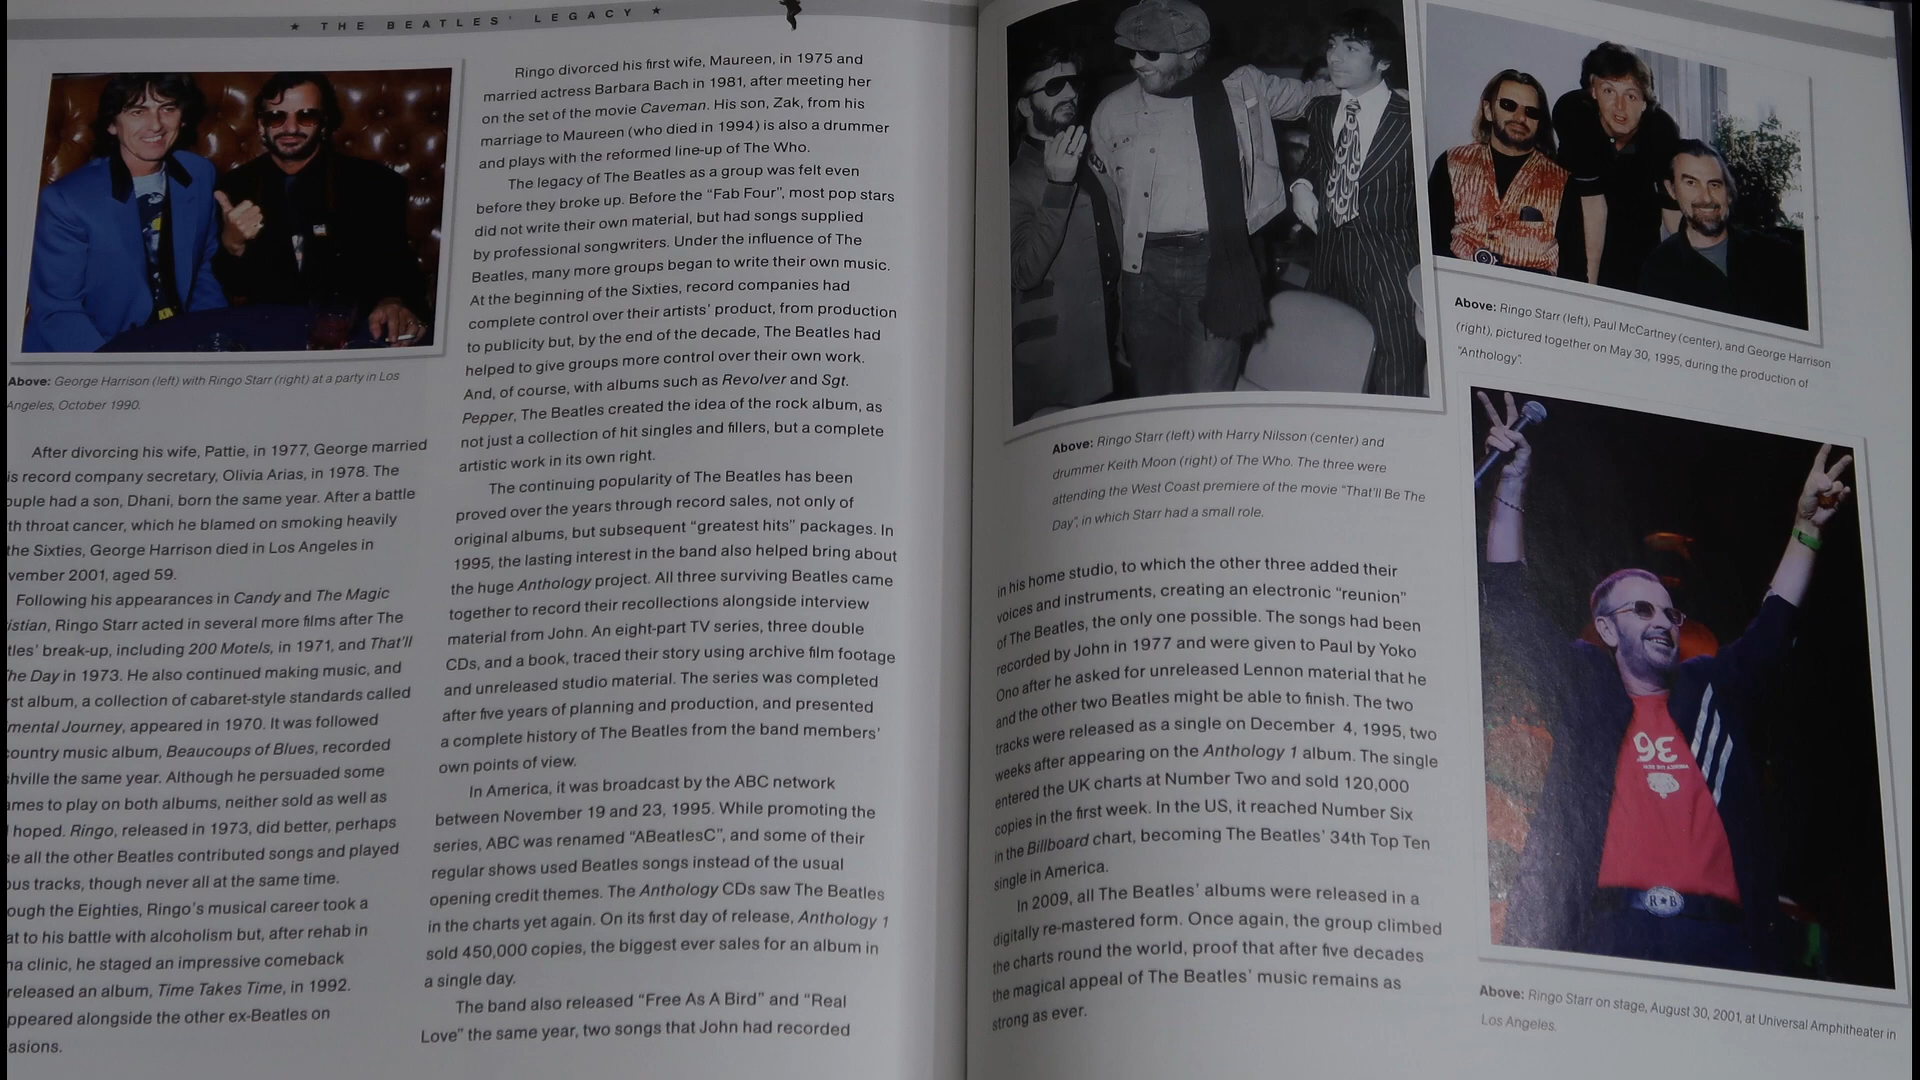 ★ THE BEATLES' LEGACY ★
Above: George Harrison (left) with Ringo Starr (right) at a party in Los
Angeles, October 1990.
After divorcing his wife, Pattie, in 1977, George married
is record company secretary, Olivia Arias, in 1978. The
ouple had a son, Dhani, born the same year. After a battle
th throat cancer, which he blamed on smoking heavily
the Sixties, George Harrison died in Los Angeles in
vember 2001, aged 59.
Following his appearances in Candy and The Magic
istian, Ringo Starr acted in several more films after The
tles' break-up, including 200 Motels, in 1971, and That'll
he Day in 1973. He also continued making music, and
rst album, a collection of cabaret-style standards called
imental Journey, appeared in 1970. It was followed
ountry music album, Beaucoups of Blues, recorded
shville the same year. Although he persuaded some
ames to play on both albums, neither sold as well as
hoped. Ringo, released in 1973, did better, perhaps
se all the other Beatles contributed songs and played
ous tracks, though never all at the same time.
ough the Eighties, Ringo's musical career took a
at to his battle with alcoholism but, after rehab in
na clinic, he staged an impressive comeback
released an album, Time Takes Time, in 1992.
ppeared alongside the other ex-Beatles on
asions.
Ringo divorced his first wife, Maureen, in 1975 and
married actress Barbara Bach in 1981, after meeting her
on the set of the movie Caveman. His son, Zak, from his
marriage to Maureen (who died in 1994) is also a drummer
and plays with the reformed line-up of The Who.
The legacy of The Beatles as a group was felt even
before they broke up. Before the “Fab Four”, most pop stars
did not write their own material, but had songs supplied
by professional songwriters. Under the influence of The
Beatles, many more groups began to write their own music.
At the beginning of the Sixties, record companies had
complete control over their artists' product, from production
to publicity but, by the end of the decade, The Beatles had
helped to give groups more control over their own work.
And, of course, with albums such as Revolver and Sgt.
Pepper, The Beatles created the idea of the rock album, as
not just a collection of hit singles and fillers, but a complete
artistic work in its own right.
The continuing popularity of The Beatles has been
proved over the years through record sales, not only of
original albums, but subsequent “greatest hits” packages. In
1995, the lasting interest in the band also helped bring about
the huge Anthology project. All three surviving Beatles came
together to record their recollections alongside interview
material from John. An eight-part TV series, three double
CDs, and a book, traced their story using archive film footage
and unreleased studio material. The series was completed
after five years of planning and production, and presented
a complete history of The Beatles from the band members'
own points of view.
In America, it was broadcast by the ABC network
between November 19 and 23, 1995. While promoting the
series, ABC was renamed “ABeatlesC”, and some of their
regular shows used Beatles songs instead of the usual
opening credit themes. The Anthology CDs saw The Beatles
in the charts yet again. On its first day of release, Anthology 1
sold 450,000 copies, the biggest ever sales for an album in
a single day.
The band also released “Free As A Bird” and “Real
Love” the same year, two songs that John had recorded
Above: Ringo Starr (left) with Harry Nilsson (center) and
drummer Keith Moon (right) of The Who. The three were
attending the West Coast premiere of the movie “That'll Be The
Day”, in which Starr had a small role.
in his home studio, to which the other three added their
voices and instruments, creating an electronic “reunion”
of The Beatles, the only one possible. The songs had been
recorded by John in 1977 and were given to Paul by Yoko
Ono after he asked for unreleased Lennon material that he
and the other two Beatles might be able to finish. The two
tracks were released as a single on December 4, 1995, two
weeks after appearing on the Anthology 1 album. The single
entered the UK charts at Number Two and sold 120,000
copies in the first week. In the US, it reached Number Six
in the Billboard chart, becoming The Beatles' 34th Top Ten
single in America.
In 2009, all The Beatles' albums were released in a
digitally re-mastered form. Once again, the group climbed
the charts round the world, proof that after five decades
the magical appeal of The Beatles' music remains as
strong as ever.
Above: Ringo Starr (left), Paul McCartney (center), and George Harrison
(right), pictured together on May 30, 1995, during the production of
“Anthology”.
R★B
Above: Ringo Starr on stage, August 30, 2001, at Universal Amphitheater in
Los Angeles.